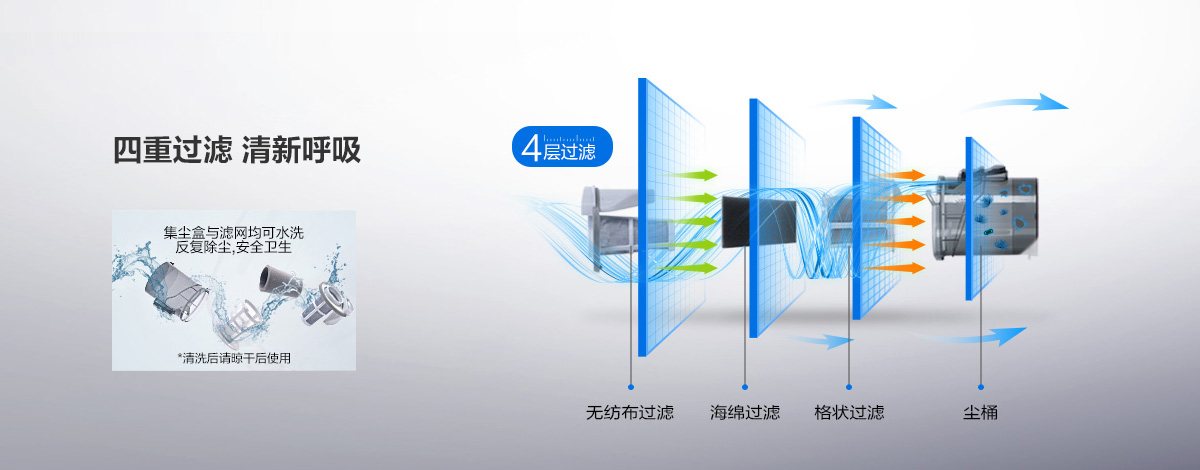 四重过滤 清新呼吸
集尘盒与滤网均可水洗
反复除尘,安全卫生
*清洗后请晾干后使用
4层过滤
无纺布过滤
海绵过滤
格状过滤
尘桶